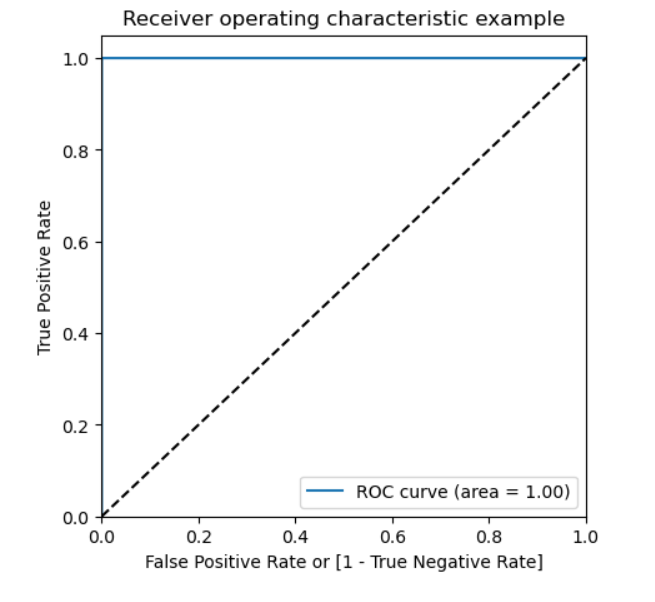 Receiver operating characteristic example
1.0
0.8
0.6
0.4
0.2
0.0
True Positive Rate
ROC curve (area = 1.00)
0.0 0.2 0.4 0.6 0.8 1.0
False Positive Rate or [1 - True Negative Rate]